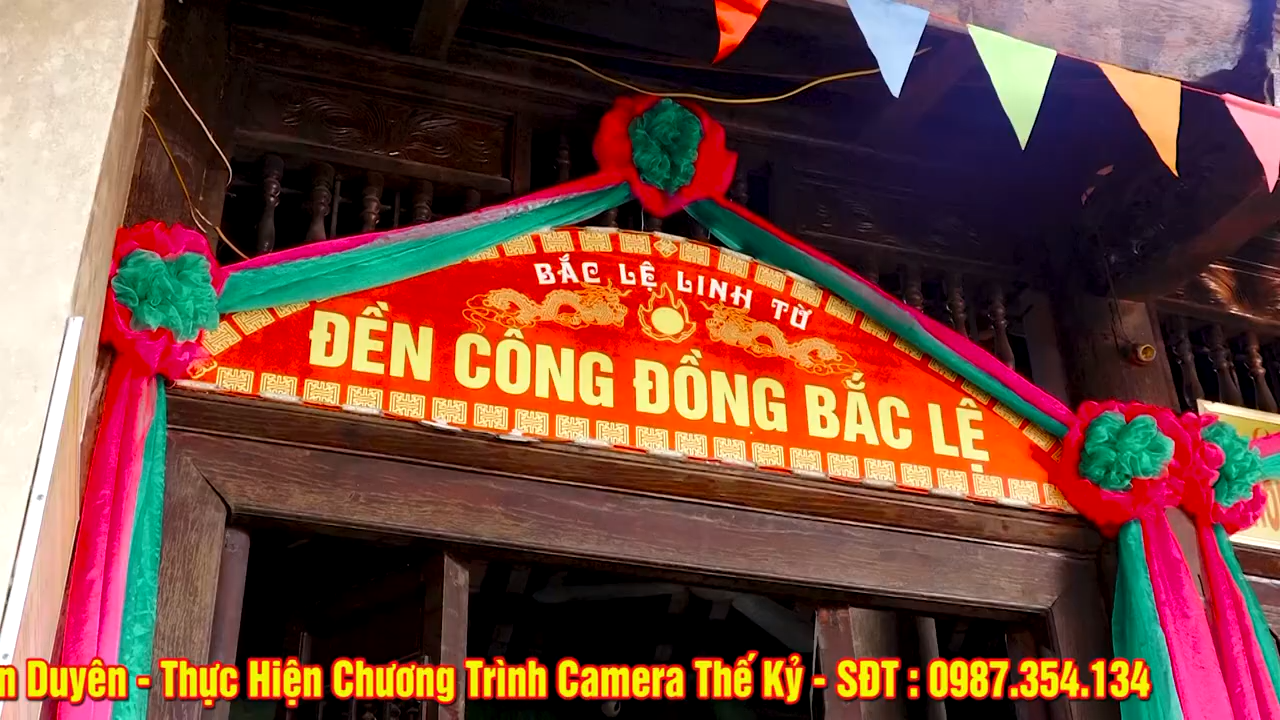 BẮC LỆ LINH TỪ
ĐỀN CÔNG ĐỒNG BẮC LỆ
Duyên - Thực Hiện Chương Trình Camera Thế Kỷ - SĐT : 0987.354.134